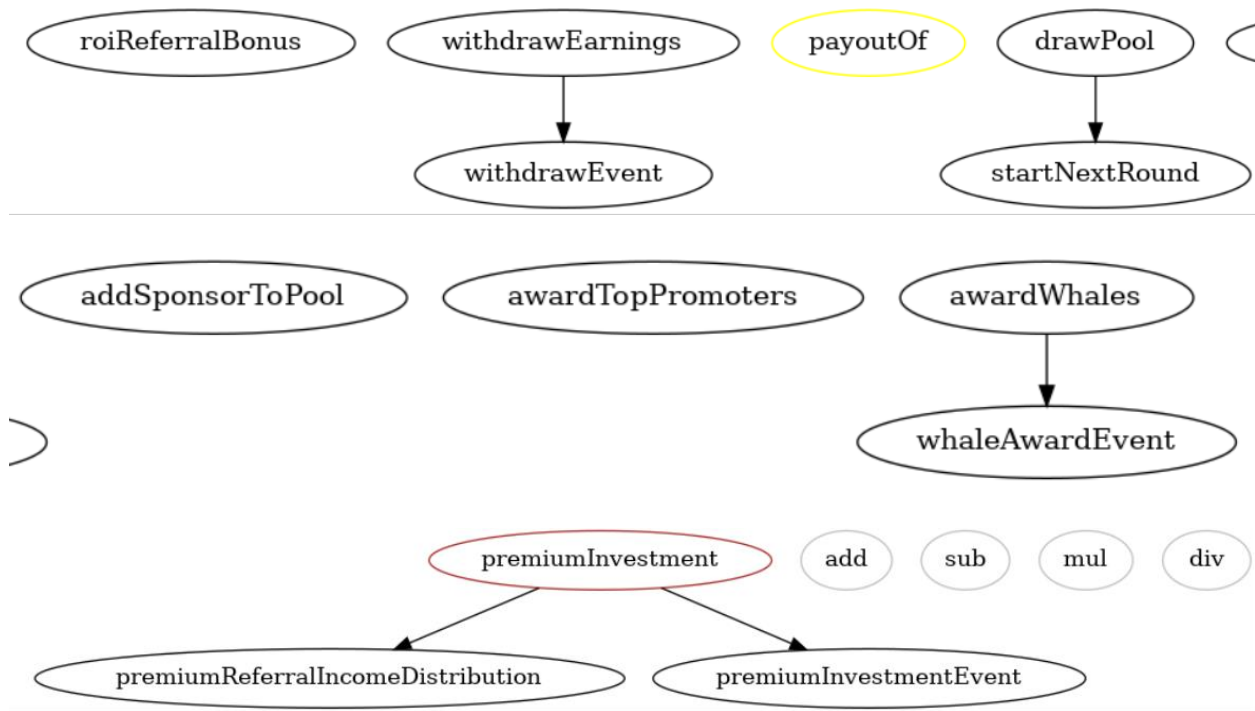 roiReferralBonus
withdrawEarnings
payoutOf
drawPool
withdrawEvent
startNextRound
addSponsorToPool
awardTopPromoters
awardWhales
whaleAwardEvent
premiumInvestment
add
sub
mul
div
premiumReferralIncomeDistribution
premiumInvestmentEvent